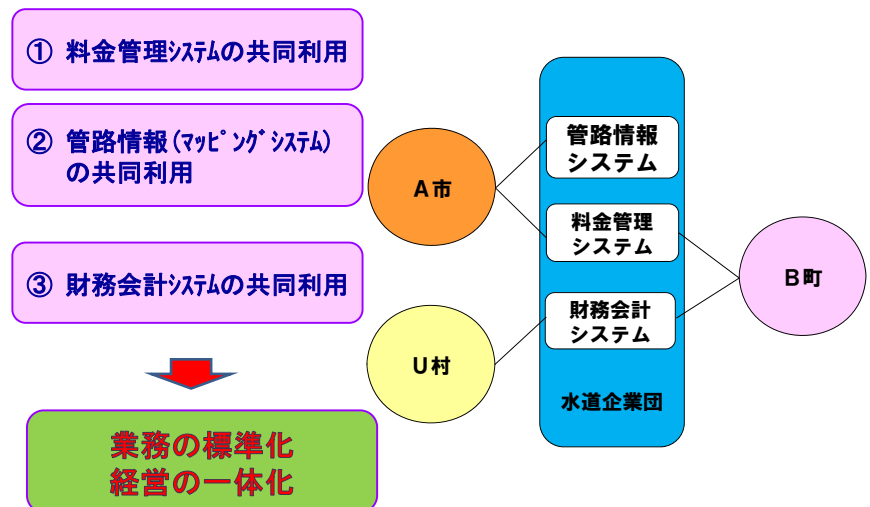 ① 料金管理ｼｽﾃﾑの共同利用
② 管路情報（ﾏｯﾋﾟﾝｸﾞｼｽﾃﾑ）
の共同利用
③ 財務会計ｼｽﾃﾑの共同利用
業務の標準化
経営の一体化
A市
U村
管路情報
システム
料金管理
システム
財務会計
システム
水道企業団
B町